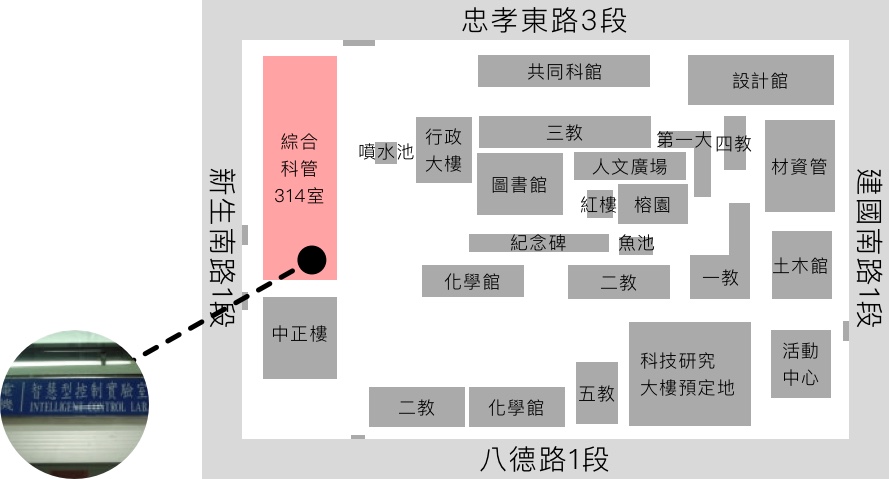 忠孝東路3段
共同科館
設計館
綜合
科管
314室
噴水池
行政
大樓
三教
第一大
四教
材資管
圖書館
人文廣場
紅樓
榕園
新生南路1段
建國南路1段
紀念碑
魚池
化學館
二教
一教
土木館
中正樓
科技研究
大樓預定地
活動
中心
二教
化學館
五教
八德路1段
電機
智慧型控制實驗室
INTELLIGENT CONTROL LAB.